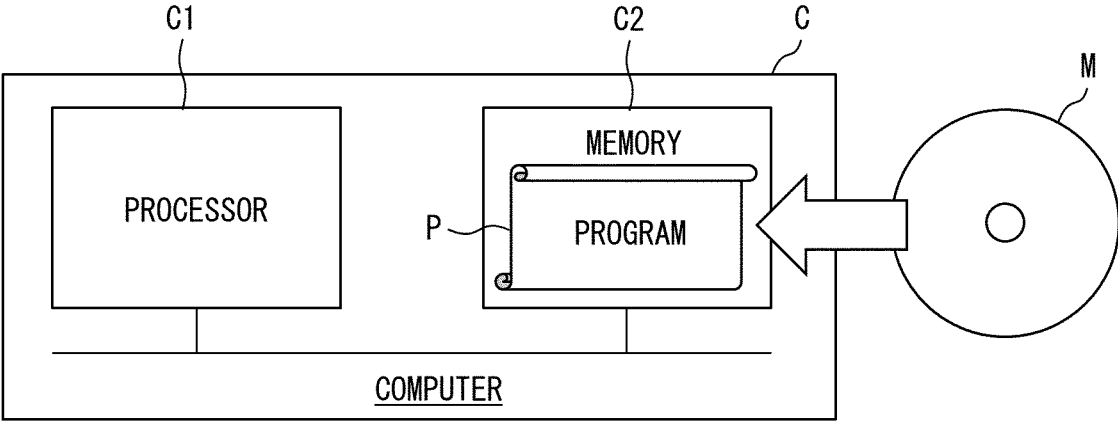 C1
C2
C
M
MEMORY
PROCESSOR
P
PROGRAM
COMPUTER